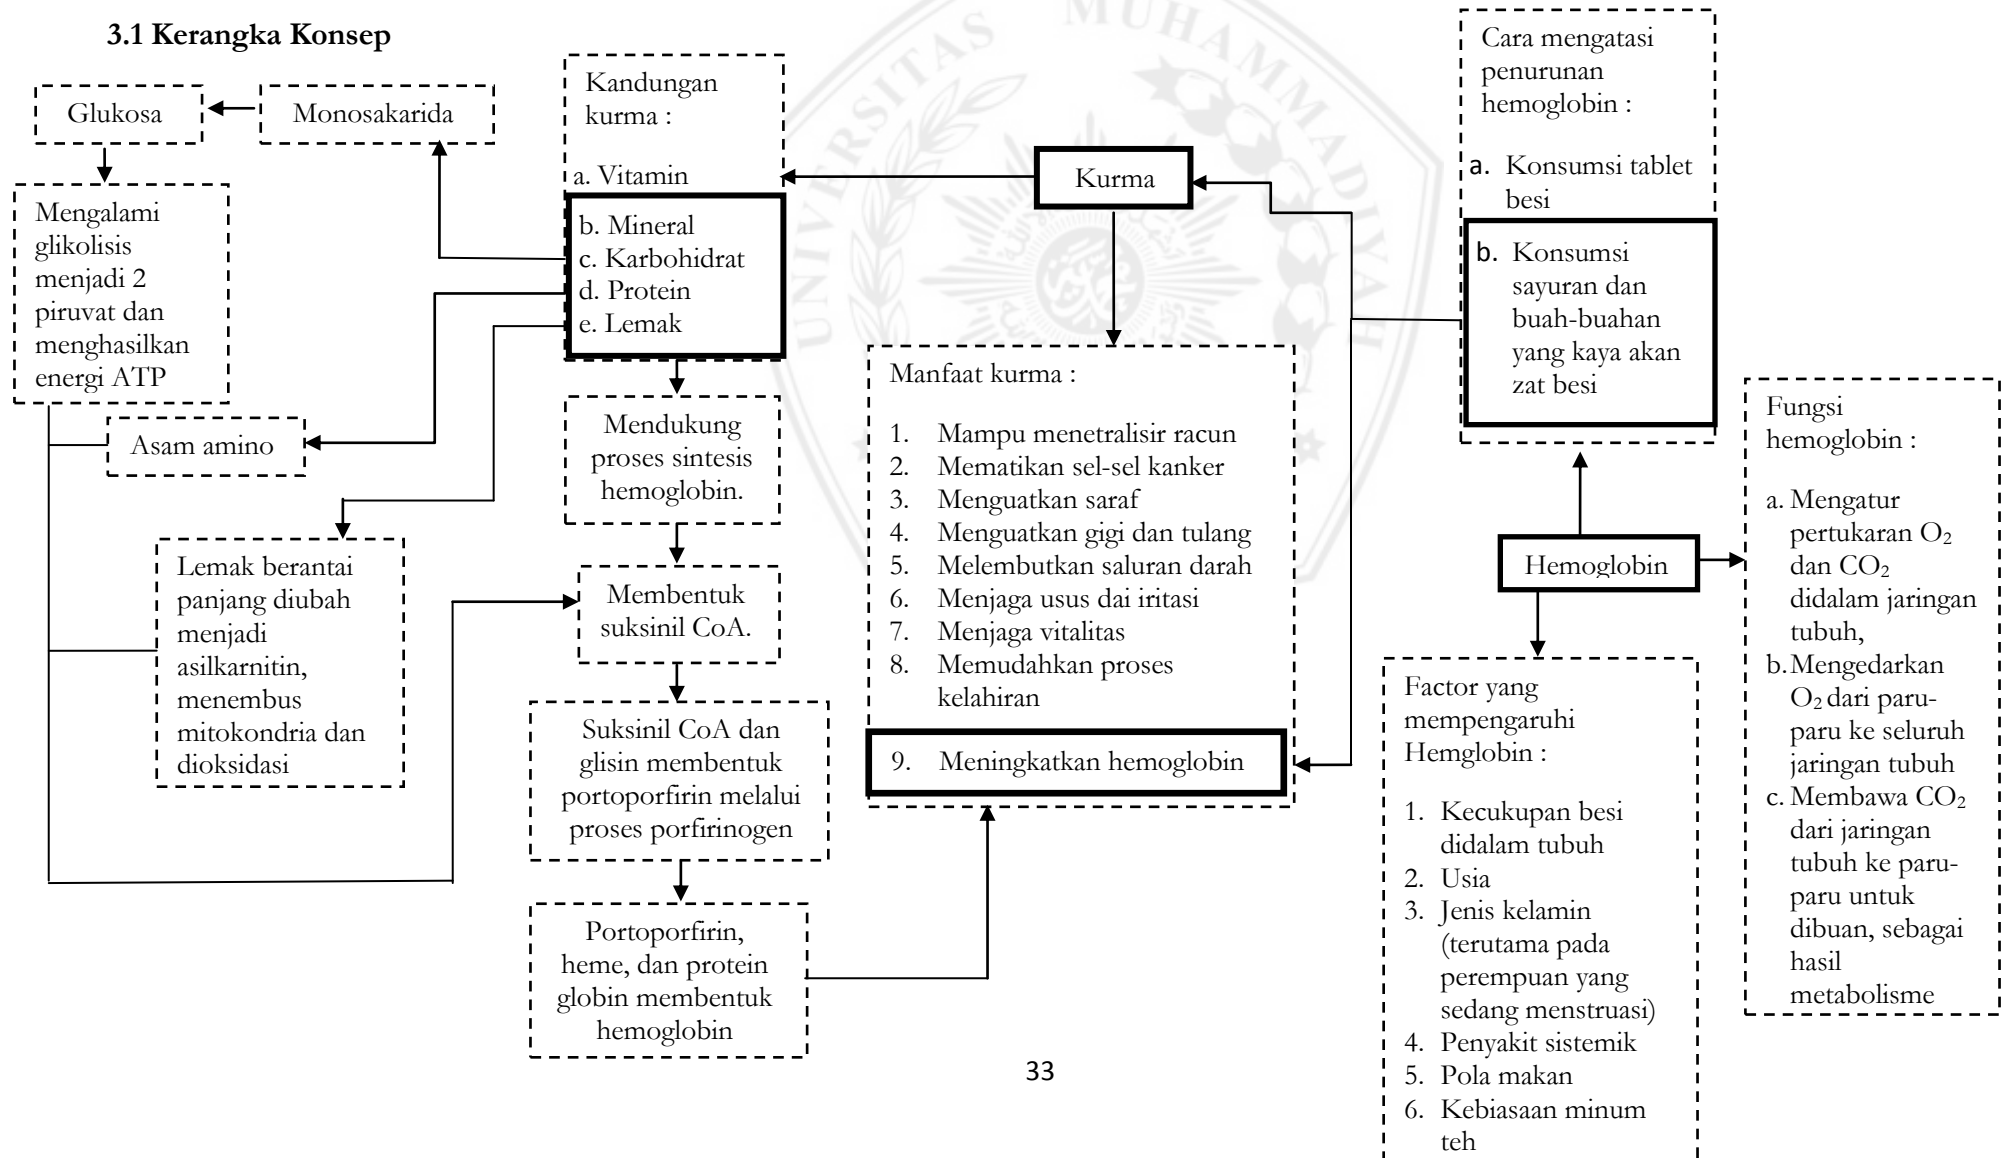 3.1 Kerangka Konsep
Glukosa
Monosakarida
Mengalami
glikolisis
menjadi 2
piruvat dan
menghasilkan
energi ATP
Asam amino
Lemak berantai
panjang diubah
menjadi
asilkarnitin,
menembus
mitokondria dan
dioksidasi
Kandungan
kurma :
a. Vitamin
b. Mineral
c. Karbohidrat
d. Protein
e. Lemak
Mendukung
proses sintesis
hemoglobin.
Membentuk
suksinil CoA.
Suksinil CoA dan
glisin membentuk
portoporfirin melalui
proses porfirinogen
Portoporfirin,
heme, dan protein
globin membentuk
hemoglobin
Kurma
Manfaat kurma :
1. Mampu menetralisir racun
2. Mematikan sel-sel kanker
3. Menguatkan saraf
4. Menguatkan gigi dan tulang
5. Melembutkan saluran darah
6. Menjaga usus dai iritasi
7. Menjaga vitalitas
8. Memudahkan proses
kelahiran
9. Meningkatkan hemoglobin
Cara mengatasi
penurunan
hemoglobin :
a. Konsumsi tablet
besi
b. Konsumsi
sayuran dan
buah-buahan
yang kaya akan
zat besi
Hemoglobin
Factor yang
mempengaruhi
Hemglobin :
1. Kecukupan besi
didalam tubuh
2. Usia
3. Jenis kelamin
(terutama pada
perempuan yang
sedang menstruasi)
4. Penyakit sistemik
5. Pola makan
6. Kebiasaan minum
teh
Fungsi
hemoglobin :
a. Mengatur
pertukaran O₂
dan CO₂
didalam jaringan
tubuh,
b.Mengedarkan
O₂ dari paru-
paru ke seluruh
jaringan tubuh
c. Membawa CO₂
dari jaringan
tubuh ke paru-
paru untuk
dibuan, sebagai
hasil
metabolisme
33
UNIVERSITAS MUHAMMADIYAH